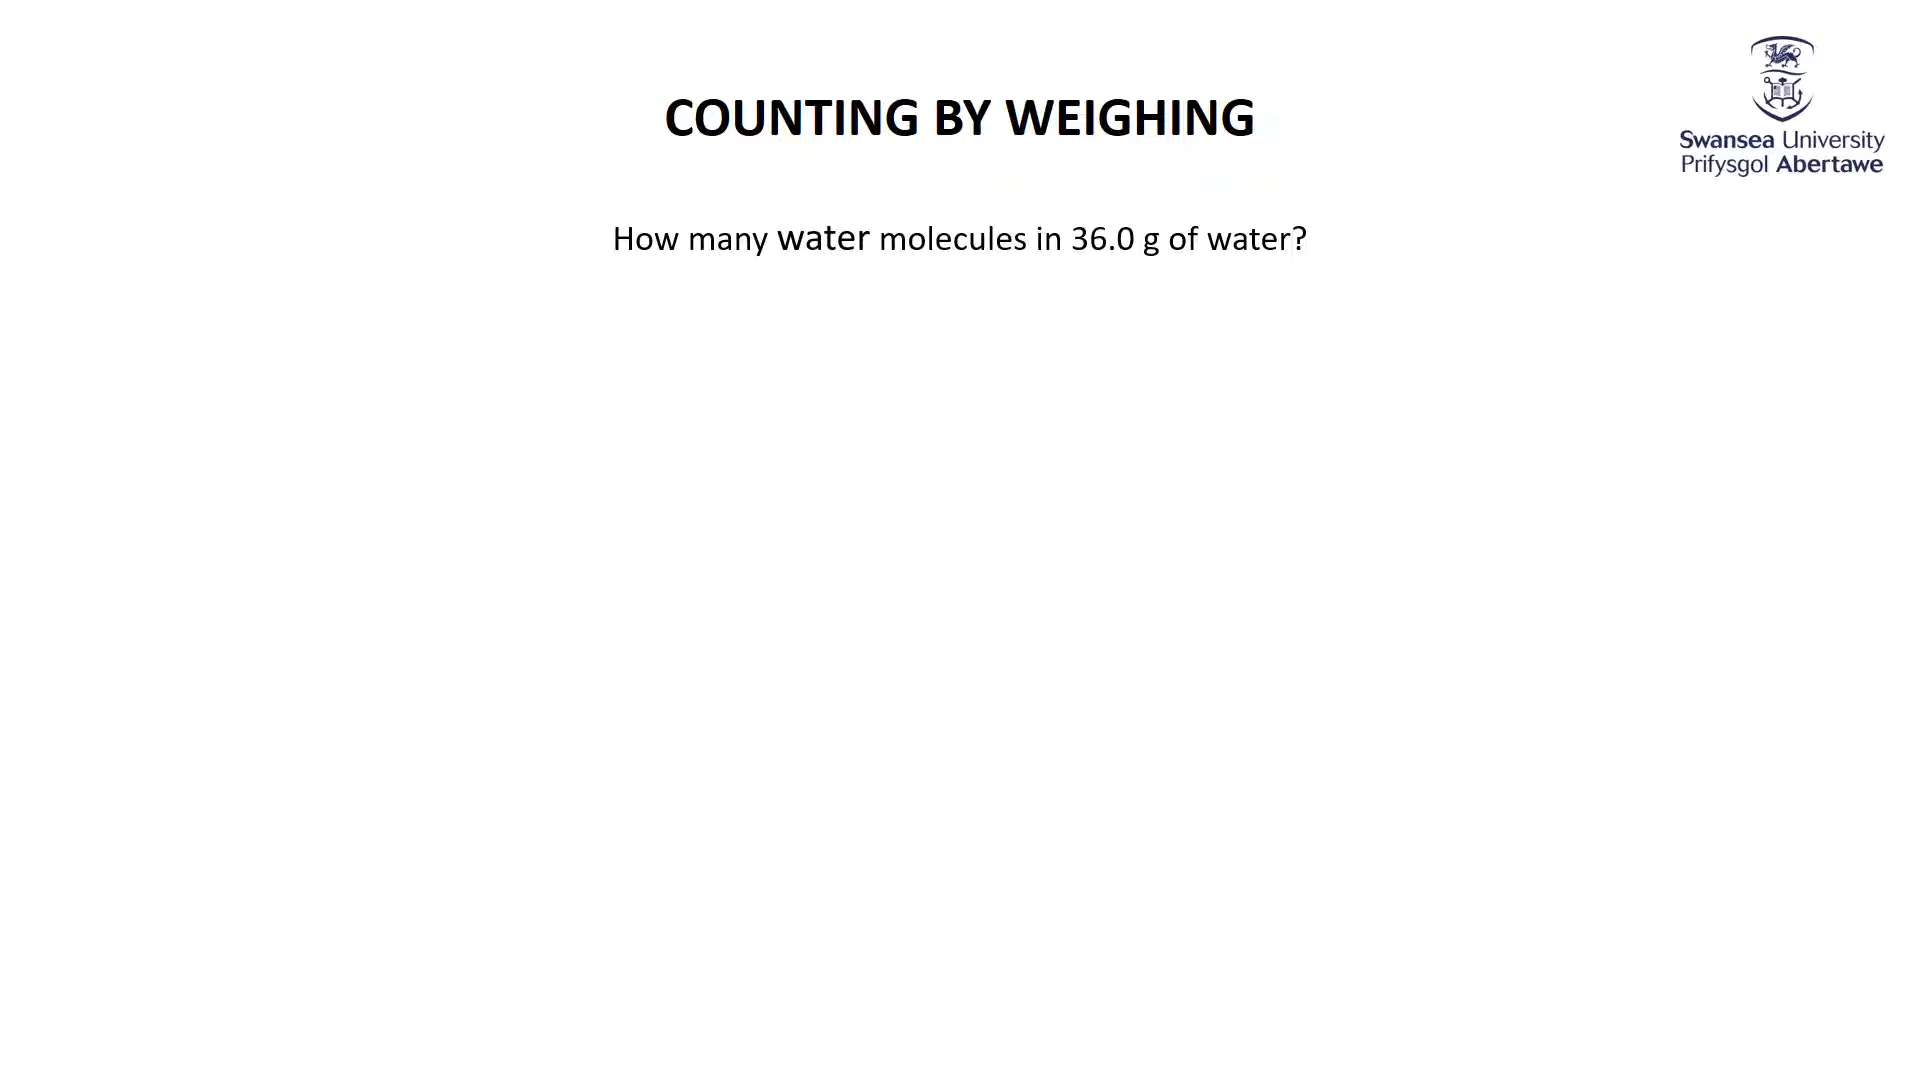 COUNTING BY WEIGHING
Swansea University
Prifysgol Abertawe
How many water molecules in 36.0 g of water?